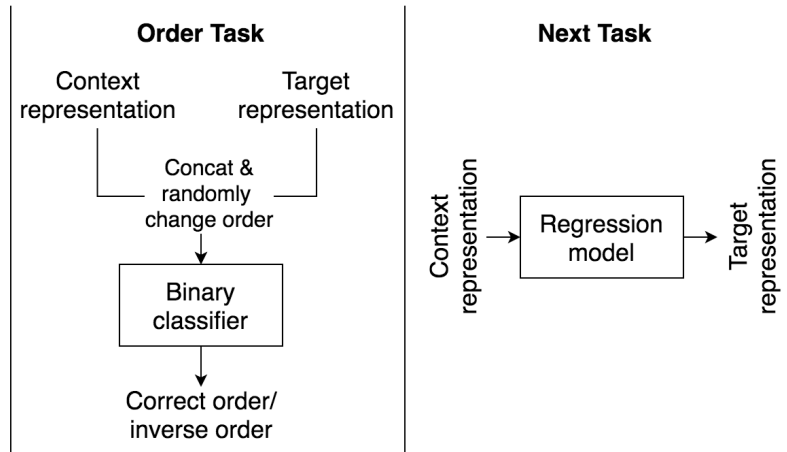 Order Task
Context
representation
Target
representation
Concat &
randomly
change order
Binary
classifier
Correct order/
inverse order
Next Task
Context
representation
Regression
model
Target
representation